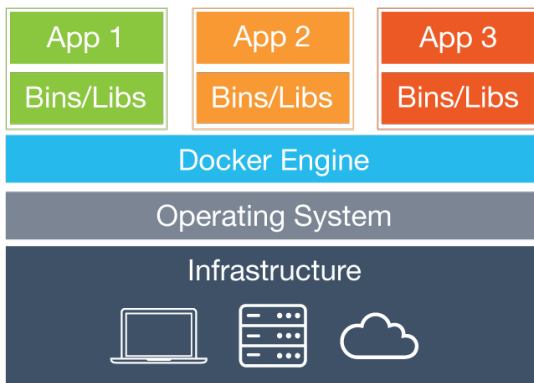 App 1
App 2
App 3
Bins/Libs
Bins/Libs
Bins/Libs
Docker Engine
Operating System
Infrastructure